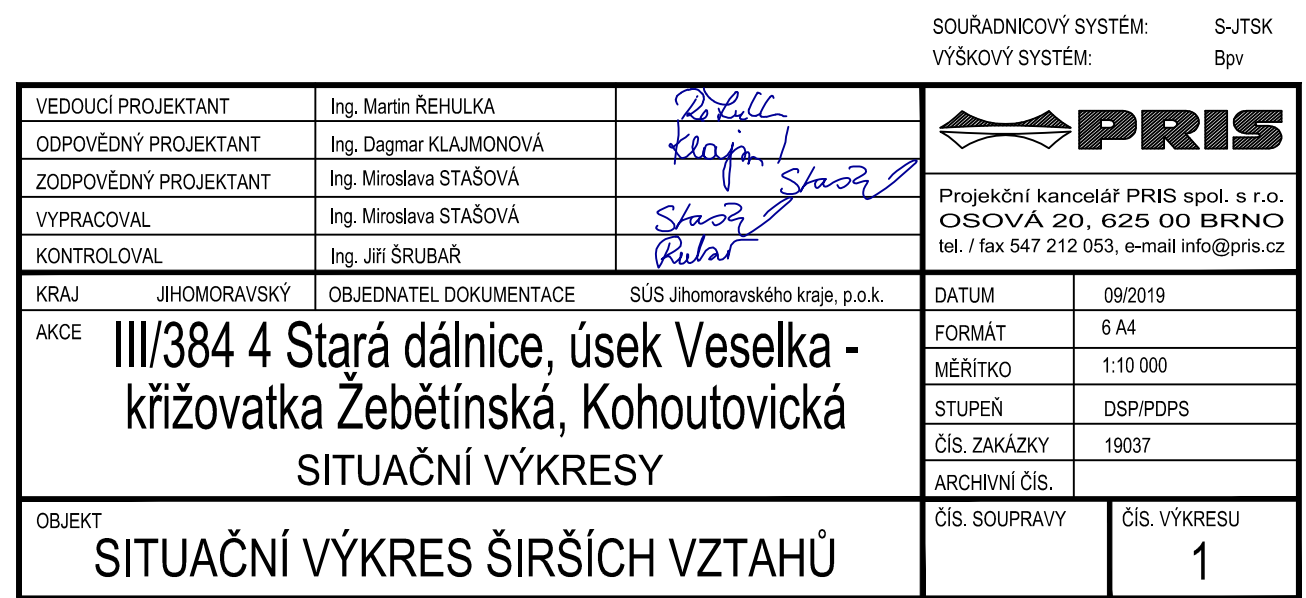 SOUŘADNICOVÝ SYSTÉM: S-JTSK
VÝŠKOVÝ SYSTÉM: Bpv
VEDOUCÍ PROJEKTANT Ing. Martin ŘEHULKA
ODPOVĚDNÝ PROJEKTANT Ing. Dagmar KLAJMONOVÁ
ZODPOVĚDNÝ PROJEKTANT Ing. Miroslava STAŠOVÁ
VYPRACOVAL Ing. Miroslava STAŠOVÁ
KONTROLOVAL Ing. Jiří ŠRUBAŘ
PRIS
Projekční kancelář PRIS spol. s r.o.
OSOVÁ 20, 625 00 BRNO
tel. / fax 547 212 053, e-mail info@pris.cz
KRAJ JIHOMORAVSKÝ OBJEDNATEL DOKUMENTACE SÚS Jihomoravského kraje, p.o.k.
AKCE III/384 4 Stará dálnice, úsek Veselka -
křižovatka Žebětínská, Kohoutovická
SITUAČNÍ VÝKRESY
DATUM 09/2019
FORMÁT 6 A4
MĚŘÍTKO 1:10 000
STUPEŇ DSP/PDPS
ČÍS. ZAKÁZKY 19037
ARCHIVNÍ ČÍS.
OBJEKT
SITUAČNÍ VÝKRES ŠIRŠÍCH VZTAHŮ
ČÍS. SOUPRAVY ČÍS. VÝKRESU
1